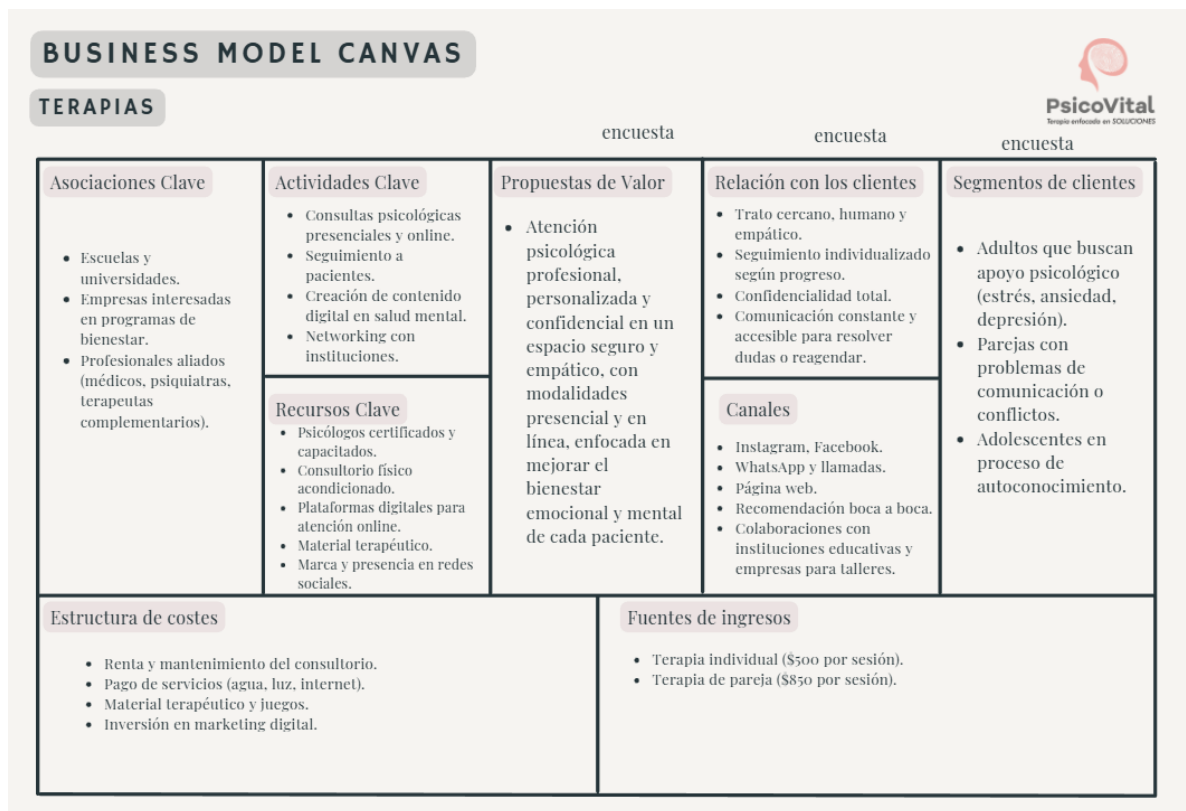 BUSINESS MODEL CANVAS
TERAPIAS
PsicoVital
Terapia enfocada en SOLUCIONES
encuesta
encuesta
encuesta
Asociaciones Clave
• Escuelas y
universidades.
• Empresas interesadas
en programas de
bienestar.
• Profesionales aliados
(médicos, psiquiatras,
terapeutas
complementarios).
Actividades Clave
• Consultas psicológicas
presenciales y online.
• Seguimiento a
pacientes.
• Creación de contenido
digital en salud mental.
• Networking con
instituciones.
Recursos Clave
• Psicólogos certificados y
capacitados.
• Consultorio físico
acondicionado.
• Plataformas digitales para
atención online.
• Material terapéutico.
• Marca y presencia en redes
sociales.
Propuestas de Valor
• Atención
psicológica
profesional,
personalizada y
confidencial en un
espacio seguro y
empático, con
modalidades
presencial y en
línea, enfocada en
mejorar el
bienestar
emocional y mental
de cada paciente.
Relación con los clientes
• Trato cercano, humano y
empático.
• Seguimiento individualizado
según progreso.
• Confidencialidad total.
• Comunicación constante y
accesible para resolver
dudas o reagendar.
Canales
• Instagram, Facebook.
• WhatsApp y llamadas.
• Página web.
• Recomendación boca a boca.
• Colaboraciones con
instituciones educativas y
empresas para talleres.
Segmentos de clientes
• Adultos que buscan
apoyo psicológico
(estrés, ansiedad,
depresión).
• Parejas con
problemas de
comunicación o
conflictos.
• Adolescentes en
proceso de
autoconocimiento.
Estructura de costes
• Renta y mantenimiento del consultorio.
• Pago de servicios (agua, luz, internet).
• Material terapéutico y juegos.
• Inversión en marketing digital.
Fuentes de ingresos
• Terapia individual ($500 por sesión).
• Terapia de pareja ($850 por sesión).